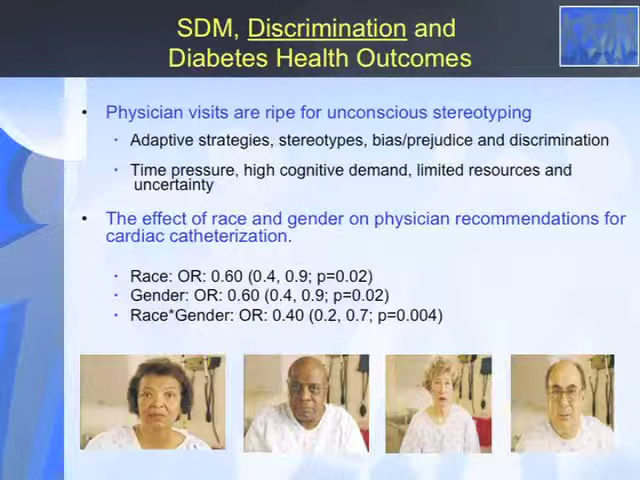 SDM, Discrimination and
Diabetes Health Outcomes
• Physician visits are ripe for unconscious stereotyping
• Adaptive strategies, stereotypes, bias/prejudice and discrimination
• Time pressure, high cognitive demand, limited resources and
uncertainty
• The effect of race and gender on physician recommendations for
cardiac catheterization.
• Race: OR: 0.60 (0.4, 0.9; p=0.02)
• Gender: OR: 0.60 (0.4, 0.9; p=0.02)
• Race*Gender: OR: 0.40 (0.2, 0.7; p=0.004)